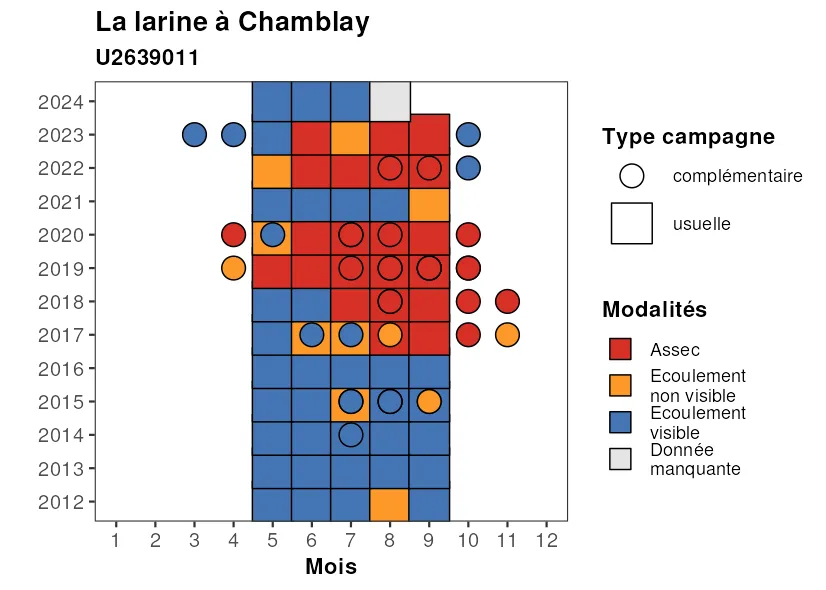 La larine à Chamblay
U2639011
2024
2023
2022
2021
2020
2019
2018
2017
2016
2015
2014
2013
2012
1 2 3 4 5 6 7 8 9 10 11 12
Mois
Type campagne
complémentaire
usuelle
Modalités
Assec
Ecoulement
non visible
Ecoulement
visible
Donnée
manquante